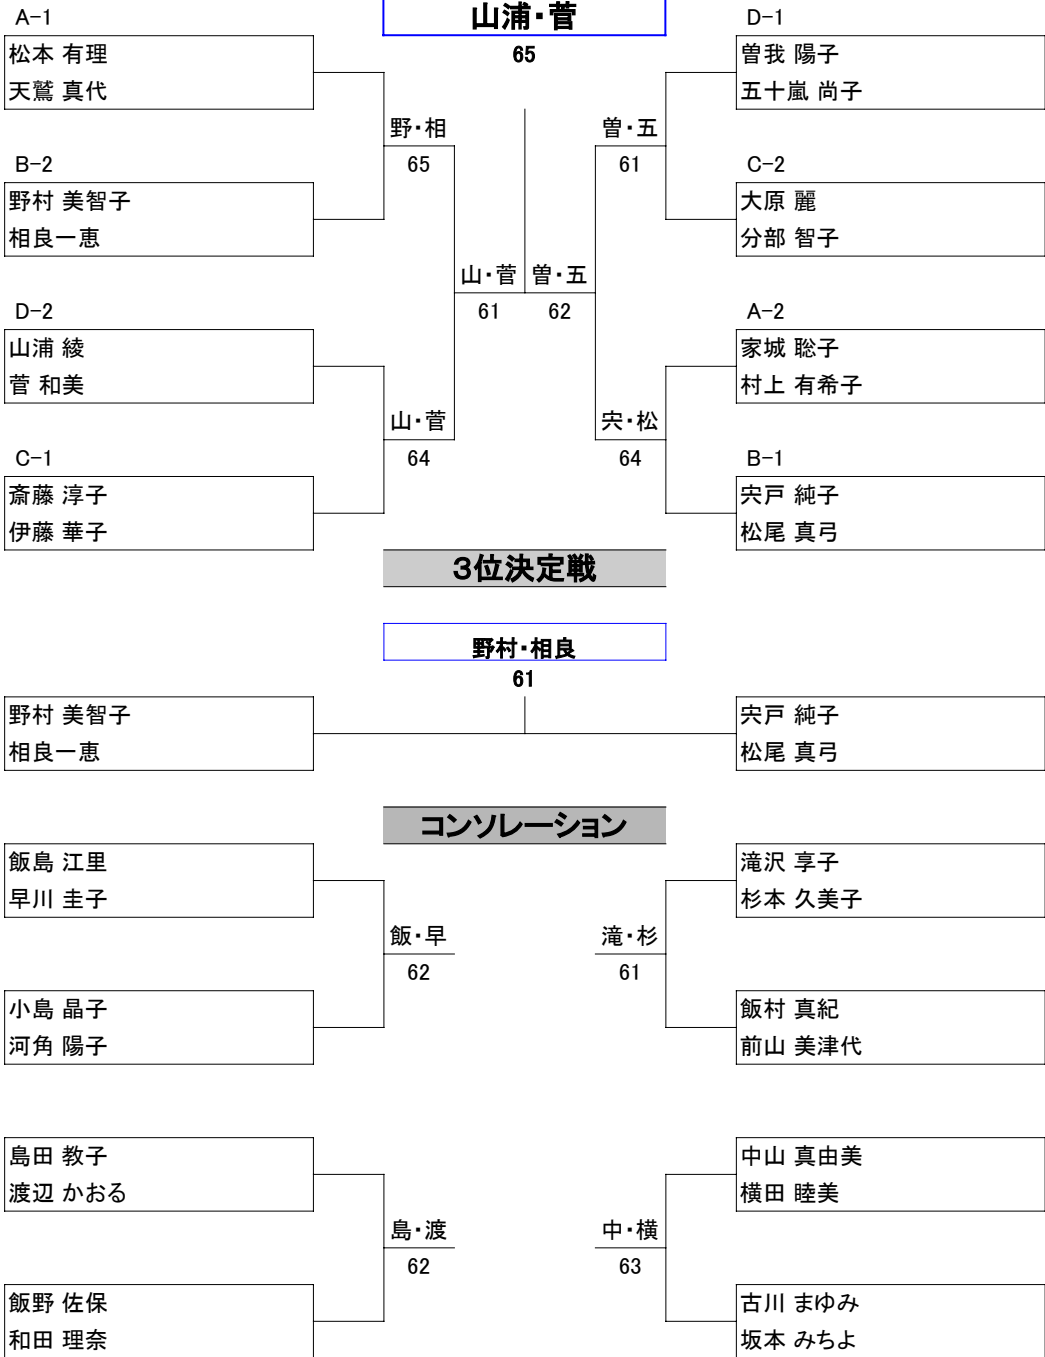 山浦・菅
65
A-1
松本 有理
天鷲 真代
D-1
曽我 陽子
五十嵐 尚子
野・相
65
曽・五
61
B-2
野村 美智子
相良一恵
C-2
大原 麗
分部 智子
山・菅
61
曽・五
62
D-2
山浦 綾
菅 和美
A-2
家城 聡子
村上 有希子
山・菅
64
宍・松
64
C-1
斎藤 淳子
伊藤 華子
B-1
宍戸 純子
松尾 真弓
3位決定戦
野村・相良
61
野村 美智子
相良一恵
宍戸 純子
松尾 真弓
コンソレーション
飯島 江里
早川 圭子
滝沢 享子
杉本 久美子
飯・早
62
滝・杉
61
小島 晶子
河角 陽子
飯村 真紀
前山 美津代
島田 教子
渡辺 かおる
中山 真由美
横田 睦美
島・渡
62
中・横
63
飯野 佐保
和田 理奈
古川 まゆみ
坂本 みちよ